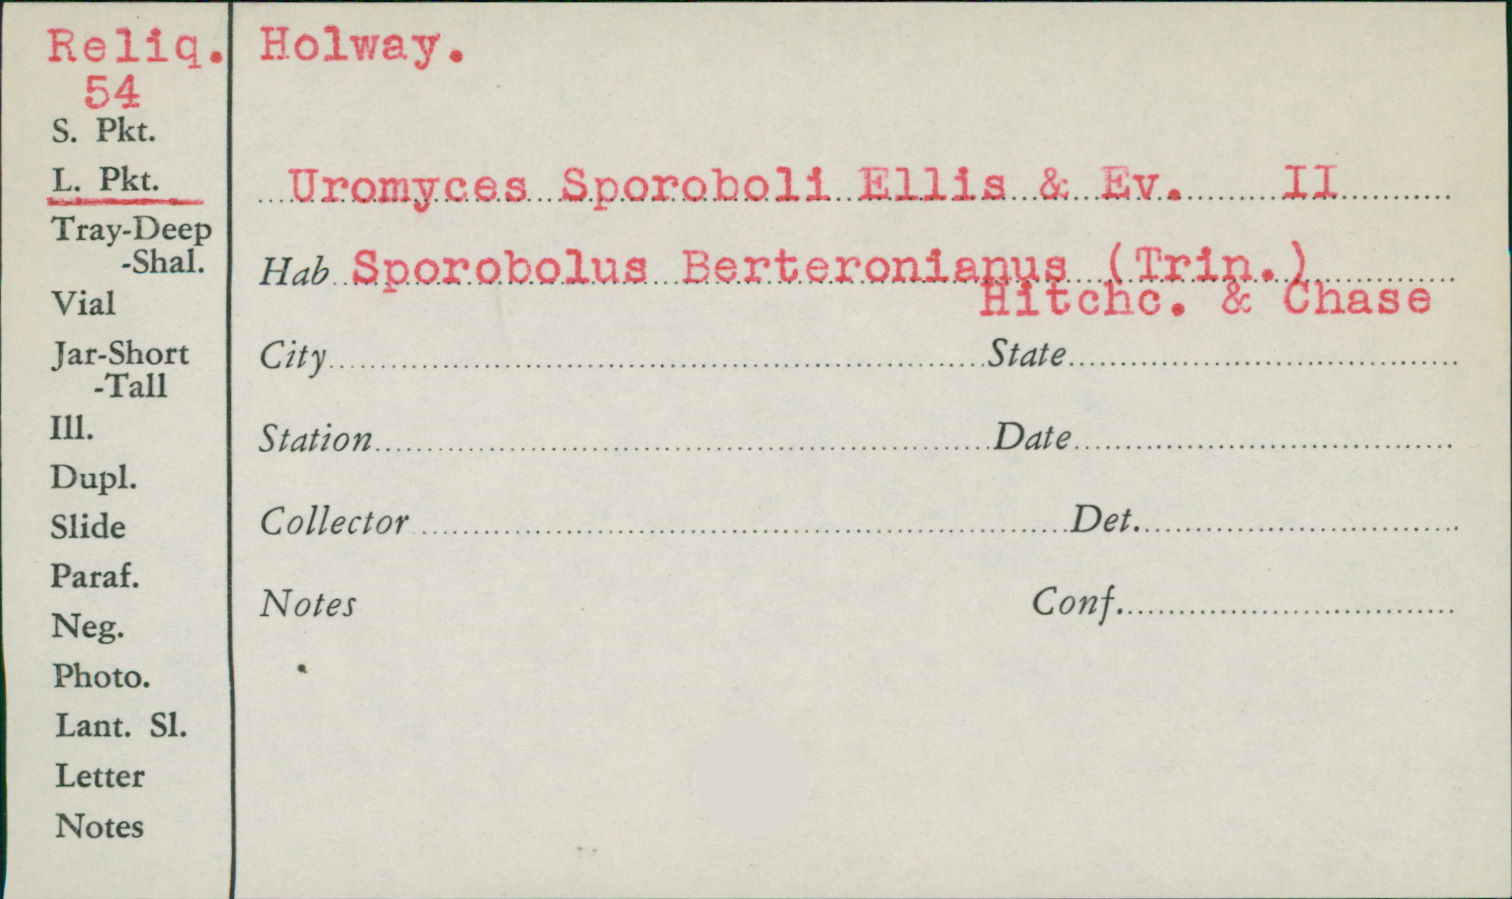 Reliq. Holway.
54
S. Pkt.
L. Pkt.
Uromyces Sporoboli Ellis & Ev. II
Tray-Deep
-Shal.
Hab Sporobolus Berteronianus (Trin.)
Hitchc. & Chase
Vial
Jar-Short
-Tall
City State
Ill.
Station Date
Dupl.
Slide
Collector Det.
Paraf.
Notes Conf.
Neg.
Photo.
Lant. Sl.
Letter
Notes